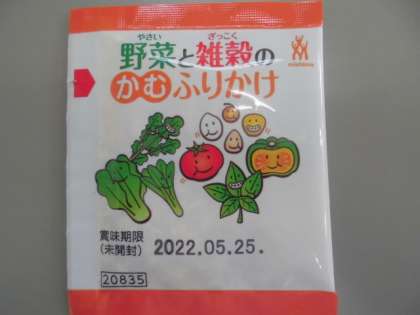 やさい ざっこく
野菜と雑穀の
かむふりかけ
mishima
賞味期限
(未開封) 2022.05.25.
20835